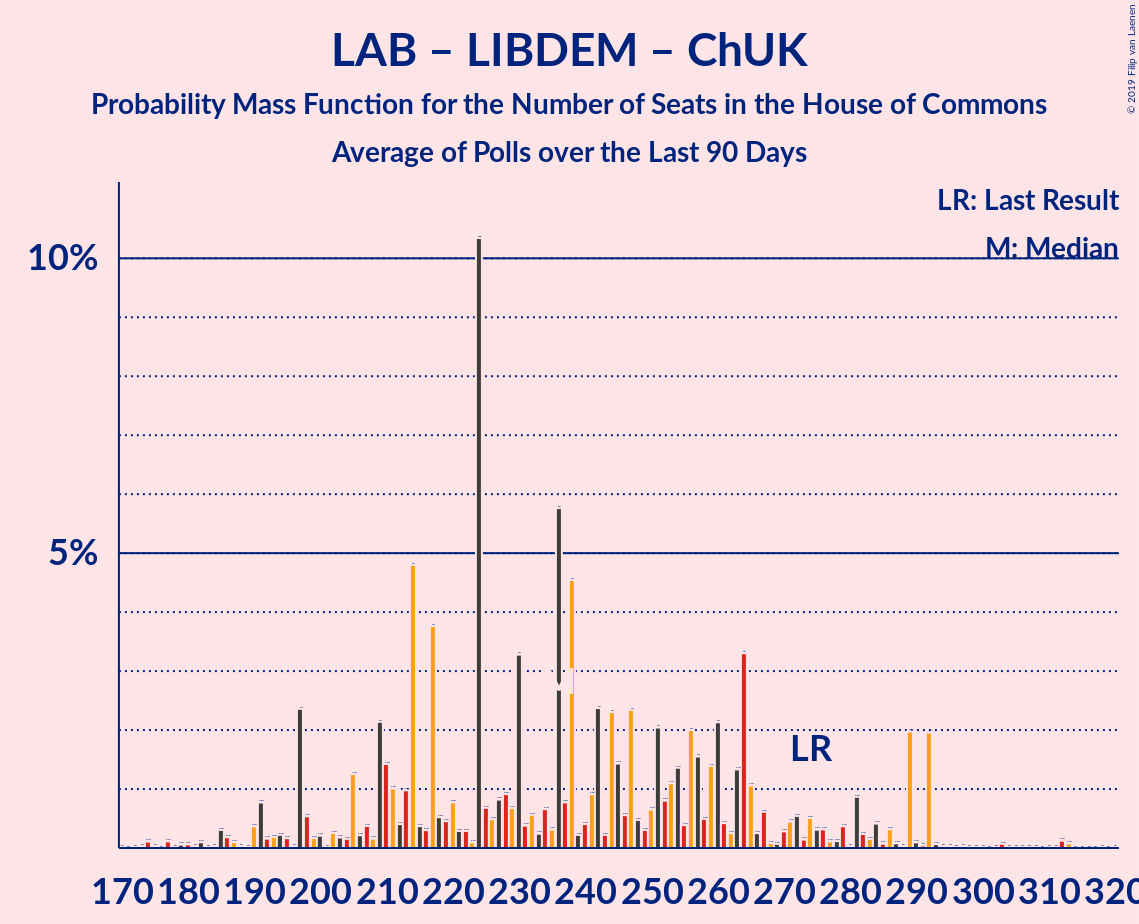 LAB – LIBDEM – ChUK
Probability Mass Function for the Number of Seats in the House of Commons
Average of Polls over the Last 90 Days
© 2019 Filip van Laenen
LR: Last Result
M: Median
10%
5%
LR
170 180 190 200 210 220 230 240 250 260 270 280 290 300 310 320